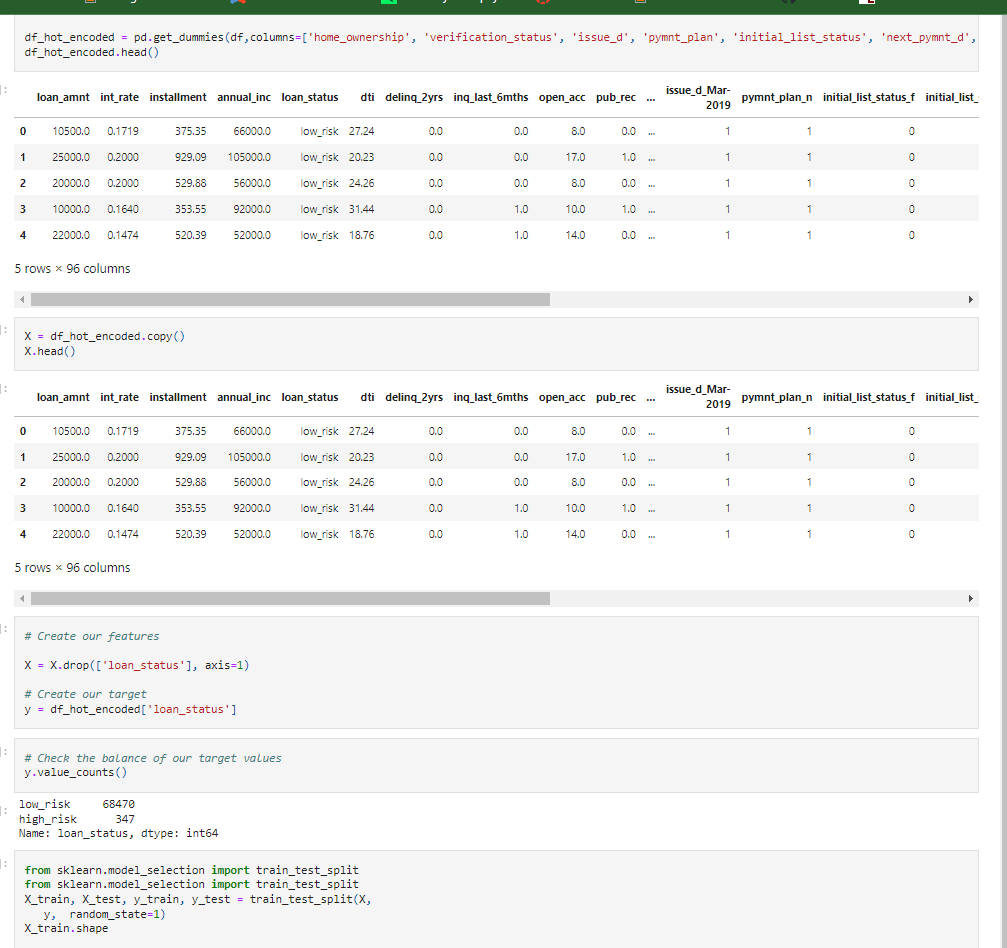 df_hot_encoded = pd.get_dummies(df,columns=['home_ownership', 'verification_status', 'issue_d', 'pymnt_plan', 'initial_list_status', 'next_pymnt_d',
df_hot_encoded.head()
loan_amnt int_rate installment annual_inc loan_status dti delinq_2yrs inq_last_6mths open_acc pub_rec ... issue_d_Mar-2019 pymnt_plan_n initial_list_status_f initial_list_
0 10500.0 0.1719 375.35 66000.0 low_risk 27.24 0.0 0.0 8.0 0.0 ... 1 1 0
1 25000.0 0.2000 929.09 105000.0 low_risk 20.23 0.0 0.0 17.0 1.0 ... 1 1 0
2 20000.0 0.2000 529.88 56000.0 low_risk 24.26 0.0 0.0 8.0 0.0 ... 1 1 0
3 10000.0 0.1640 353.55 92000.0 low_risk 31.44 0.0 1.0 10.0 1.0 ... 1 1 0
4 22000.0 0.1474 520.39 52000.0 low_risk 18.76 0.0 1.0 14.0 0.0 ... 1 1 0
5 rows × 96 columns
X = df_hot_encoded.copy()
X.head()
loan_amnt int_rate installment annual_inc loan_status dti delinq_2yrs inq_last_6mths open_acc pub_rec ... issue_d_Mar-2019 pymnt_plan_n initial_list_status_f initial_list_
0 10500.0 0.1719 375.35 66000.0 low_risk 27.24 0.0 0.0 8.0 0.0 ... 1 1 0
1 25000.0 0.2000 929.09 105000.0 low_risk 20.23 0.0 0.0 17.0 1.0 ... 1 1 0
2 20000.0 0.2000 529.88 56000.0 low_risk 24.26 0.0 0.0 8.0 0.0 ... 1 1 0
3 10000.0 0.1640 353.55 92000.0 low_risk 31.44 0.0 1.0 10.0 1.0 ... 1 1 0
4 22000.0 0.1474 520.39 52000.0 low_risk 18.76 0.0 1.0 14.0 0.0 ... 1 1 0
5 rows × 96 columns
# Create our features
X = X.drop(['loan_status'], axis=1)
# Create our target
y = df_hot_encoded['loan_status']
# Check the balance of our target values
y.value_counts()
low_risk 68470
high_risk 347
Name: loan_status, dtype: int64
from sklearn.model_selection import train_test_split
from sklearn.model_selection import train_test_split
X_train, X_test, y_train, y_test = train_test_split(X,
y, random_state=1)
X_train.shape